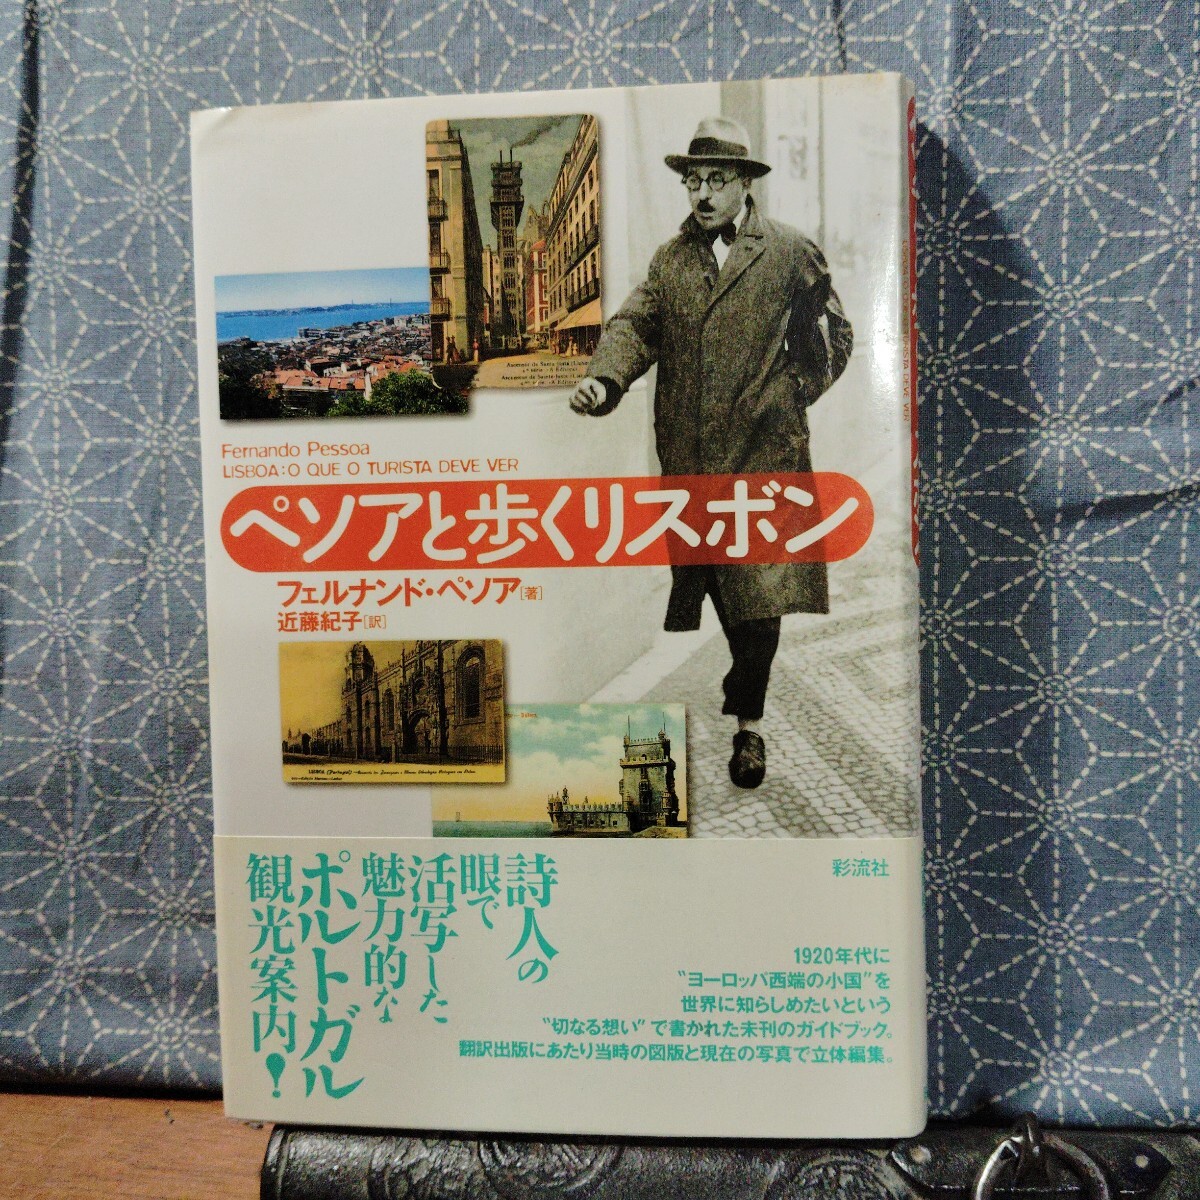 Fernando Pessoa
LISBOA: O QUE O TURISTA DEVE VER
ペソアと歩くリスボン
フェルナンド・ペソア[著]
近藤紀子[訳]
詩人の
眼で
活写した
魅力的な
ポルトガル
観光案内！
彩流社
1920年代に
“ヨーロッパ西端の小国”を
世界に知らしめたいという
“切なる想い”で書かれた未刊のガイドブック。
翻訳出版にあたり当時の図版と現在の写真で立体編集。